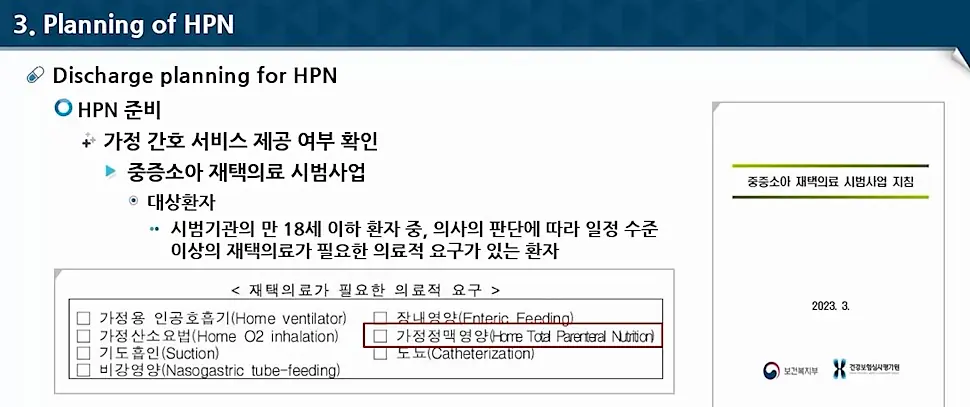 3. Planning of HPN
Discharge planning for HPN
HPN 준비
가정 간호 서비스 제공 여부 확인
중증소아 재택의료 시범사업
대상환자
시범기관의 만 18세 이하 환자 중, 의사의 판단에 따라 일정 수준
이상의 재택의료가 필요한 의료적 요구가 있는 환자
< 재택의료가 필요한 의료적 요구 >
□ 가정용 인공호흡기(Home ventilator)
□ 가정산소요법(Home O2 inhalation)
□ 기도흡인(Suction)
□ 비강영양(Nasogastric tube-feeding)
□ 장내영양(Enteric Feeding)
□ 가정정맥영양(Home Total Parenteral Nutrition)
□ 도뇨(Catheterization)
중증소아 재택의료 시범사업 지침
2023. 3.
보건복지부
건강보험심사평가원